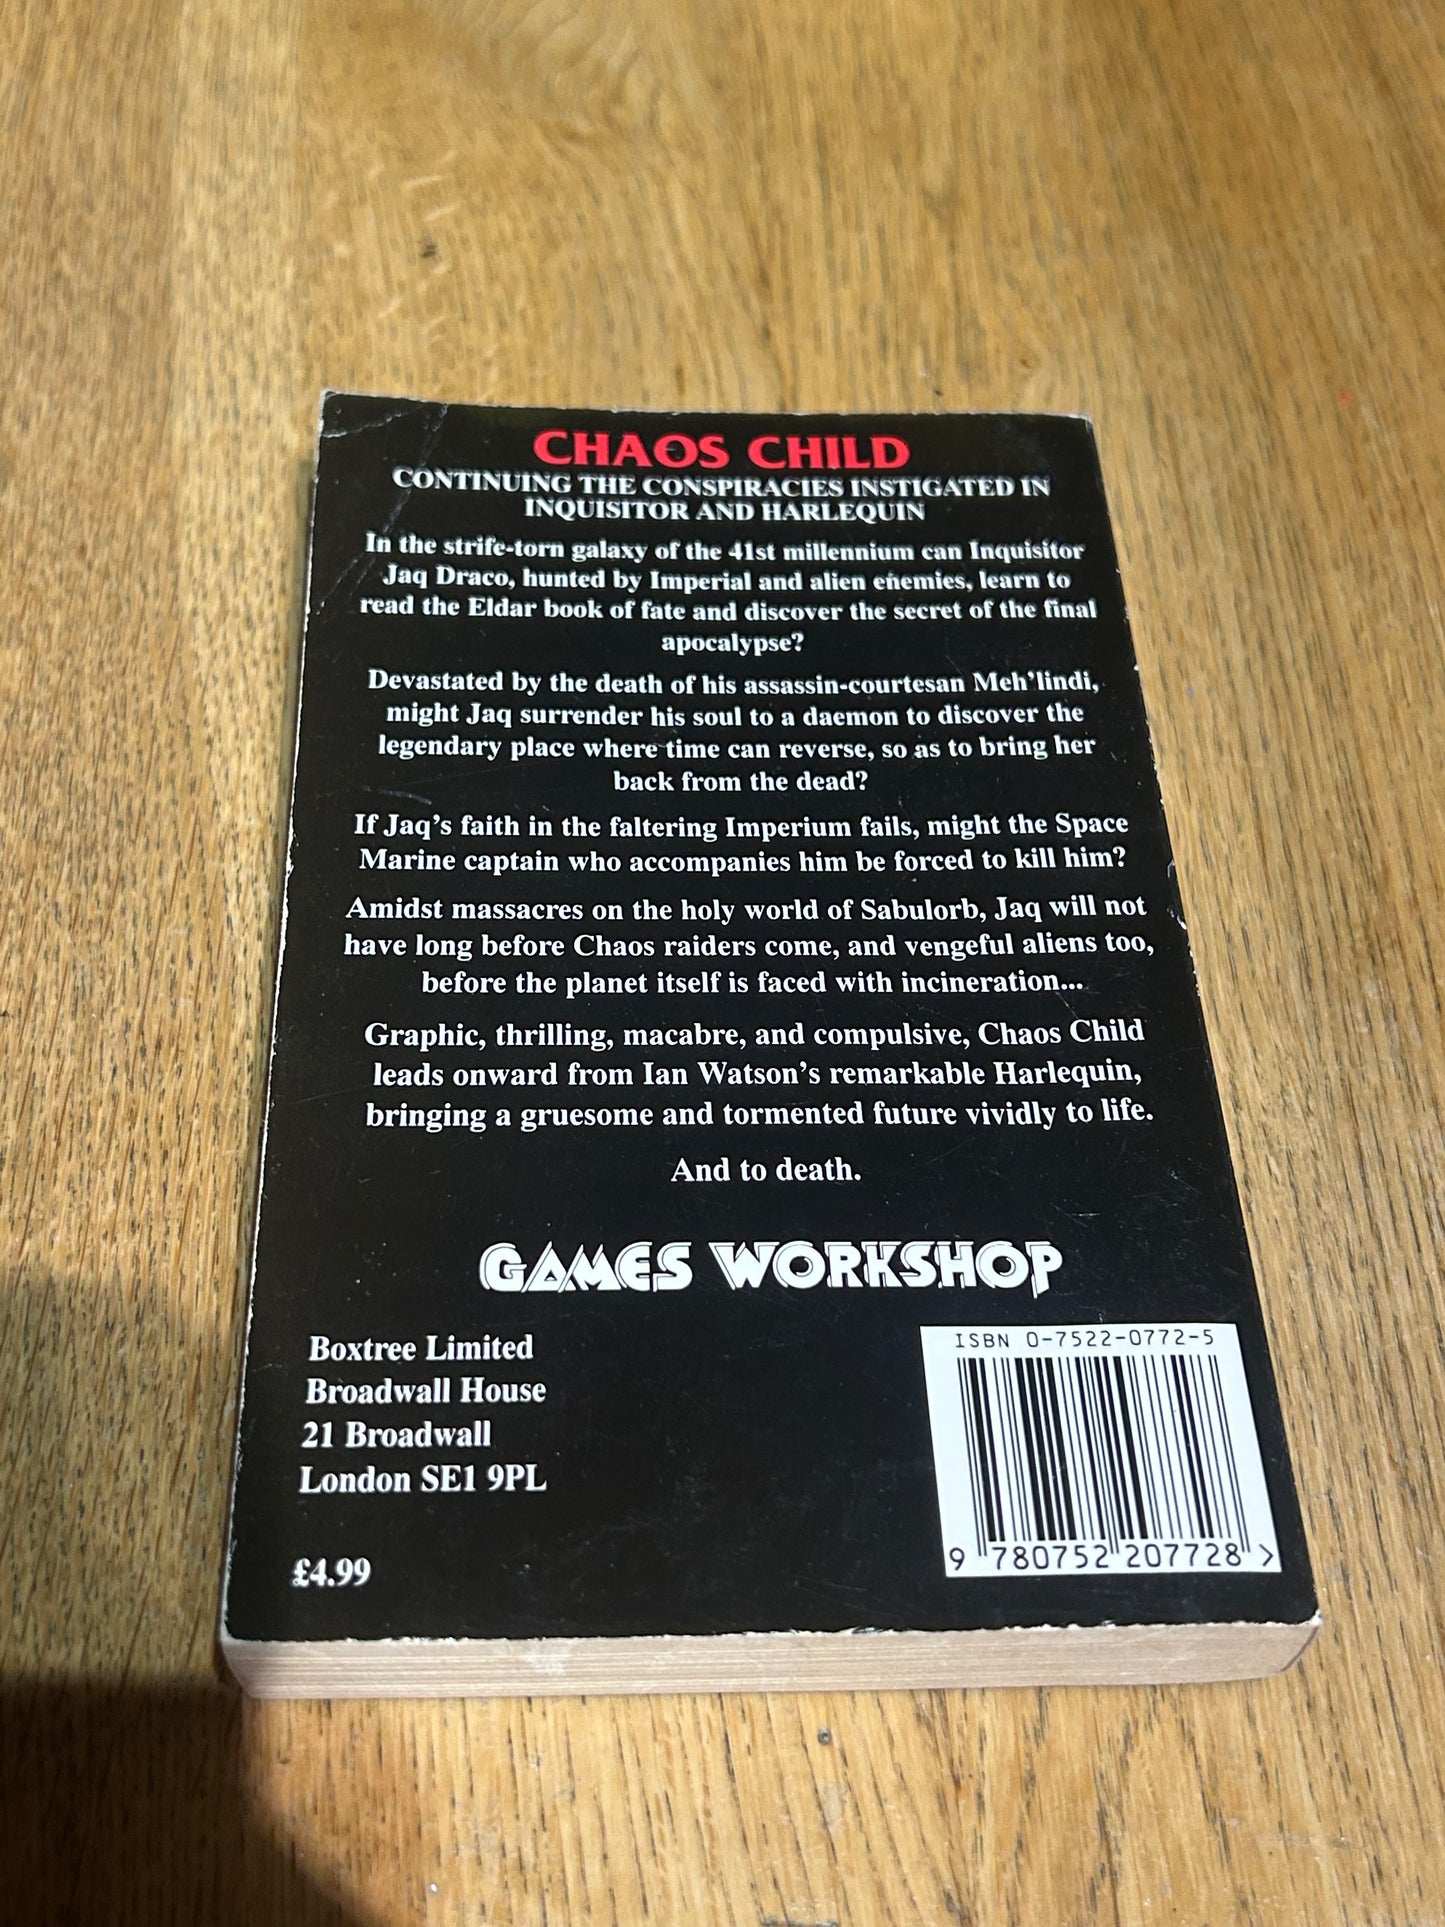 CHAOS CHILD
CONTINUING THE CONSPIRACIES INSTIGATED IN
INQUISITOR AND HARLEQUIN
In the strife-torn galaxy of the 41st millennium can Inquisitor
Jaq Draco, hunted by Imperial and alien enemies, learn to
read the Eldar book of fate and discover the secret of the final
apocalypse?
Devastated by the death of his assassin-courtesan Meh'lindi,
might Jaq surrender his soul to a daemon to discover the
legendary place where time can reverse, so as to bring her
back from the dead?
If Jaq's faith in the faltering Imperium fails, might the Space
Marine captain who accompanies him be forced to kill him?
Amidst massacres on the holy world of Sabulorb, Jaq will not
have long before Chaos raiders come, and vengeful aliens too,
before the planet itself is faced with incineration...
Graphic, thrilling, macabre, and compulsive, Chaos Child
leads onward from Ian Watson's remarkable Harlequin,
bringing a gruesome and tormented future vividly to life.
And to death.
GAMES WORKSHOP
Boxtree Limited
Broadwall House
21 Broadwall
London SE1 9PL
£4.99
ISBN 0-7522-0772-5
9 780752 207728 >